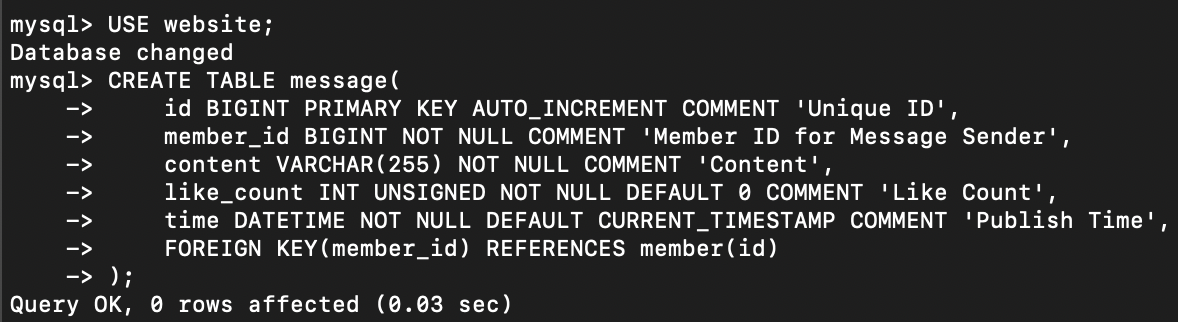 mysql> USE website;
Database changed
mysql> CREATE TABLE message(
    ->     id BIGINT PRIMARY KEY AUTO_INCREMENT COMMENT 'Unique ID',
    ->     member_id BIGINT NOT NULL COMMENT 'Member ID for Message Sender',
    ->     content VARCHAR(255) NOT NULL COMMENT 'Content',
    ->     like_count INT UNSIGNED NOT NULL DEFAULT 0 COMMENT 'Like Count',
    ->     time DATETIME NOT NULL DEFAULT CURRENT_TIMESTAMP COMMENT 'Publish Time',
    ->     FOREIGN KEY(member_id) REFERENCES member(id)
    -> );
Query OK, 0 rows affected (0.03 sec)